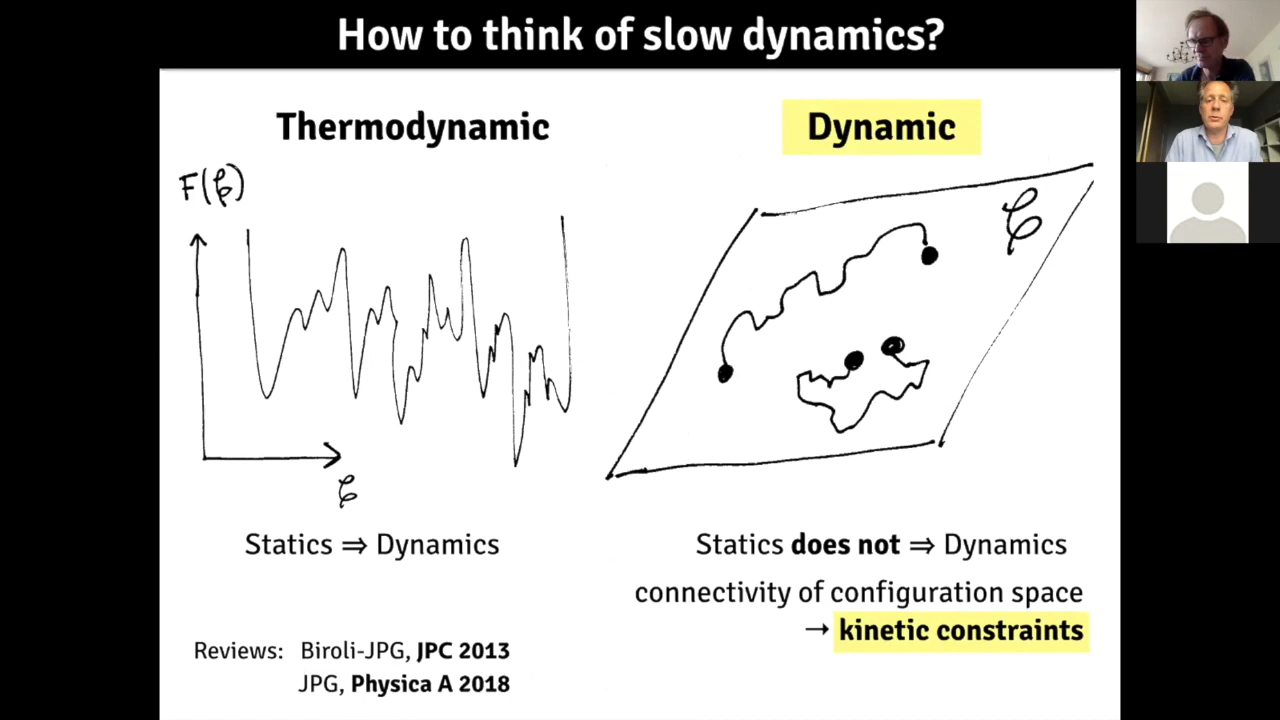 How to think of slow dynamics?
Thermodynamic
Dynamic
F(𝒞)
𝒞
𝒞
Statics ⇒ Dynamics
Statics does not ⇒ Dynamics
connectivity of configuration space
→ kinetic constraints
Reviews: Biroli-JPG, JPC 2013
JPG, Physica A 2018